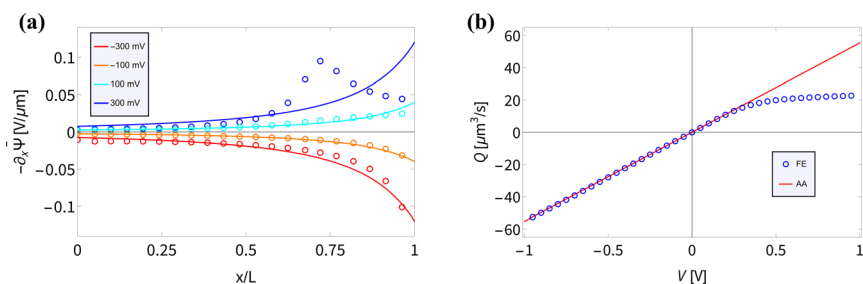 (a)
−300 mV
−100 mV
100 mV
300 mV
0.1
0.05
0
−0.05
−0.1
−∂ₓΨ̄ [V/μm]
0 0.25 0.5 0.75 1
x/L
(b)
60
40
20
0
−20
−40
−60
Q [μm³/s]
FE
AA
−1 −0.5 0 0.5 1
V [V]